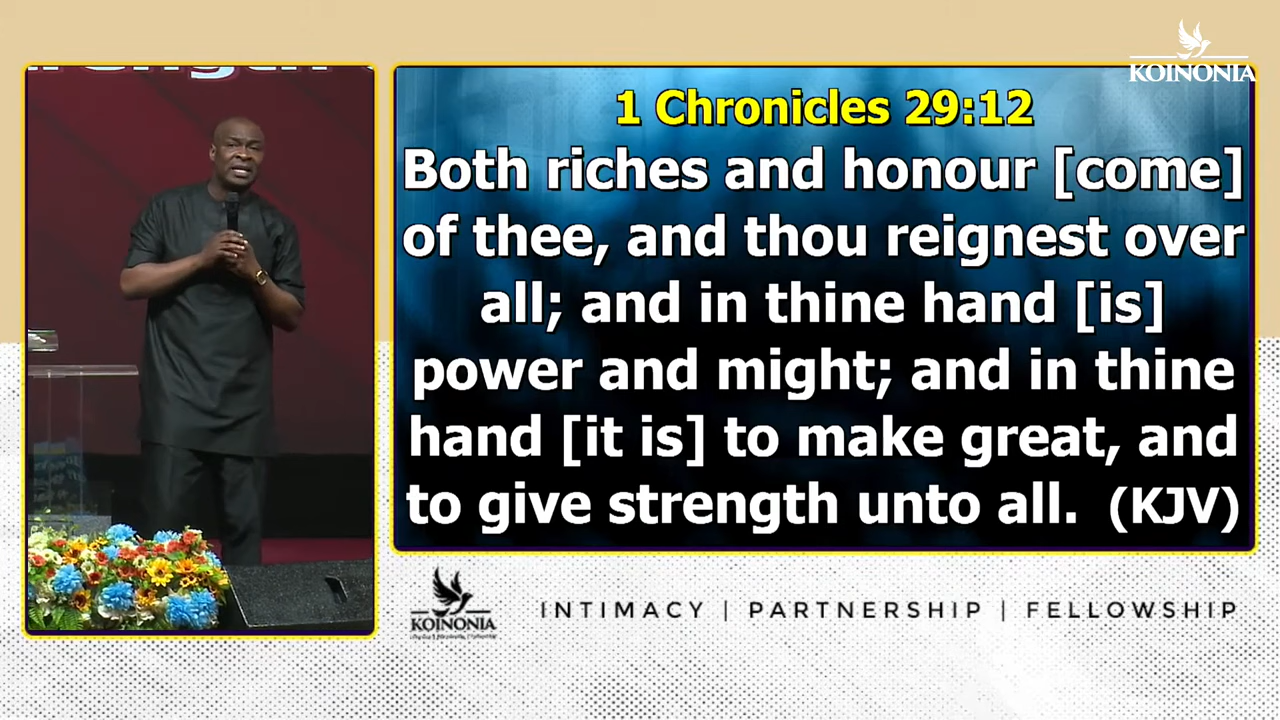 KOINONIA
1 Chronicles 29:12
Both riches and honour [come]
of thee, and thou reignest over
all; and in thine hand [is]
power and might; and in thine
hand [it is] to make great, and
to give strength unto all. (KJV)
KOINONIA
INTIMACY | PARTNERSHIP | FELLOWSHIP